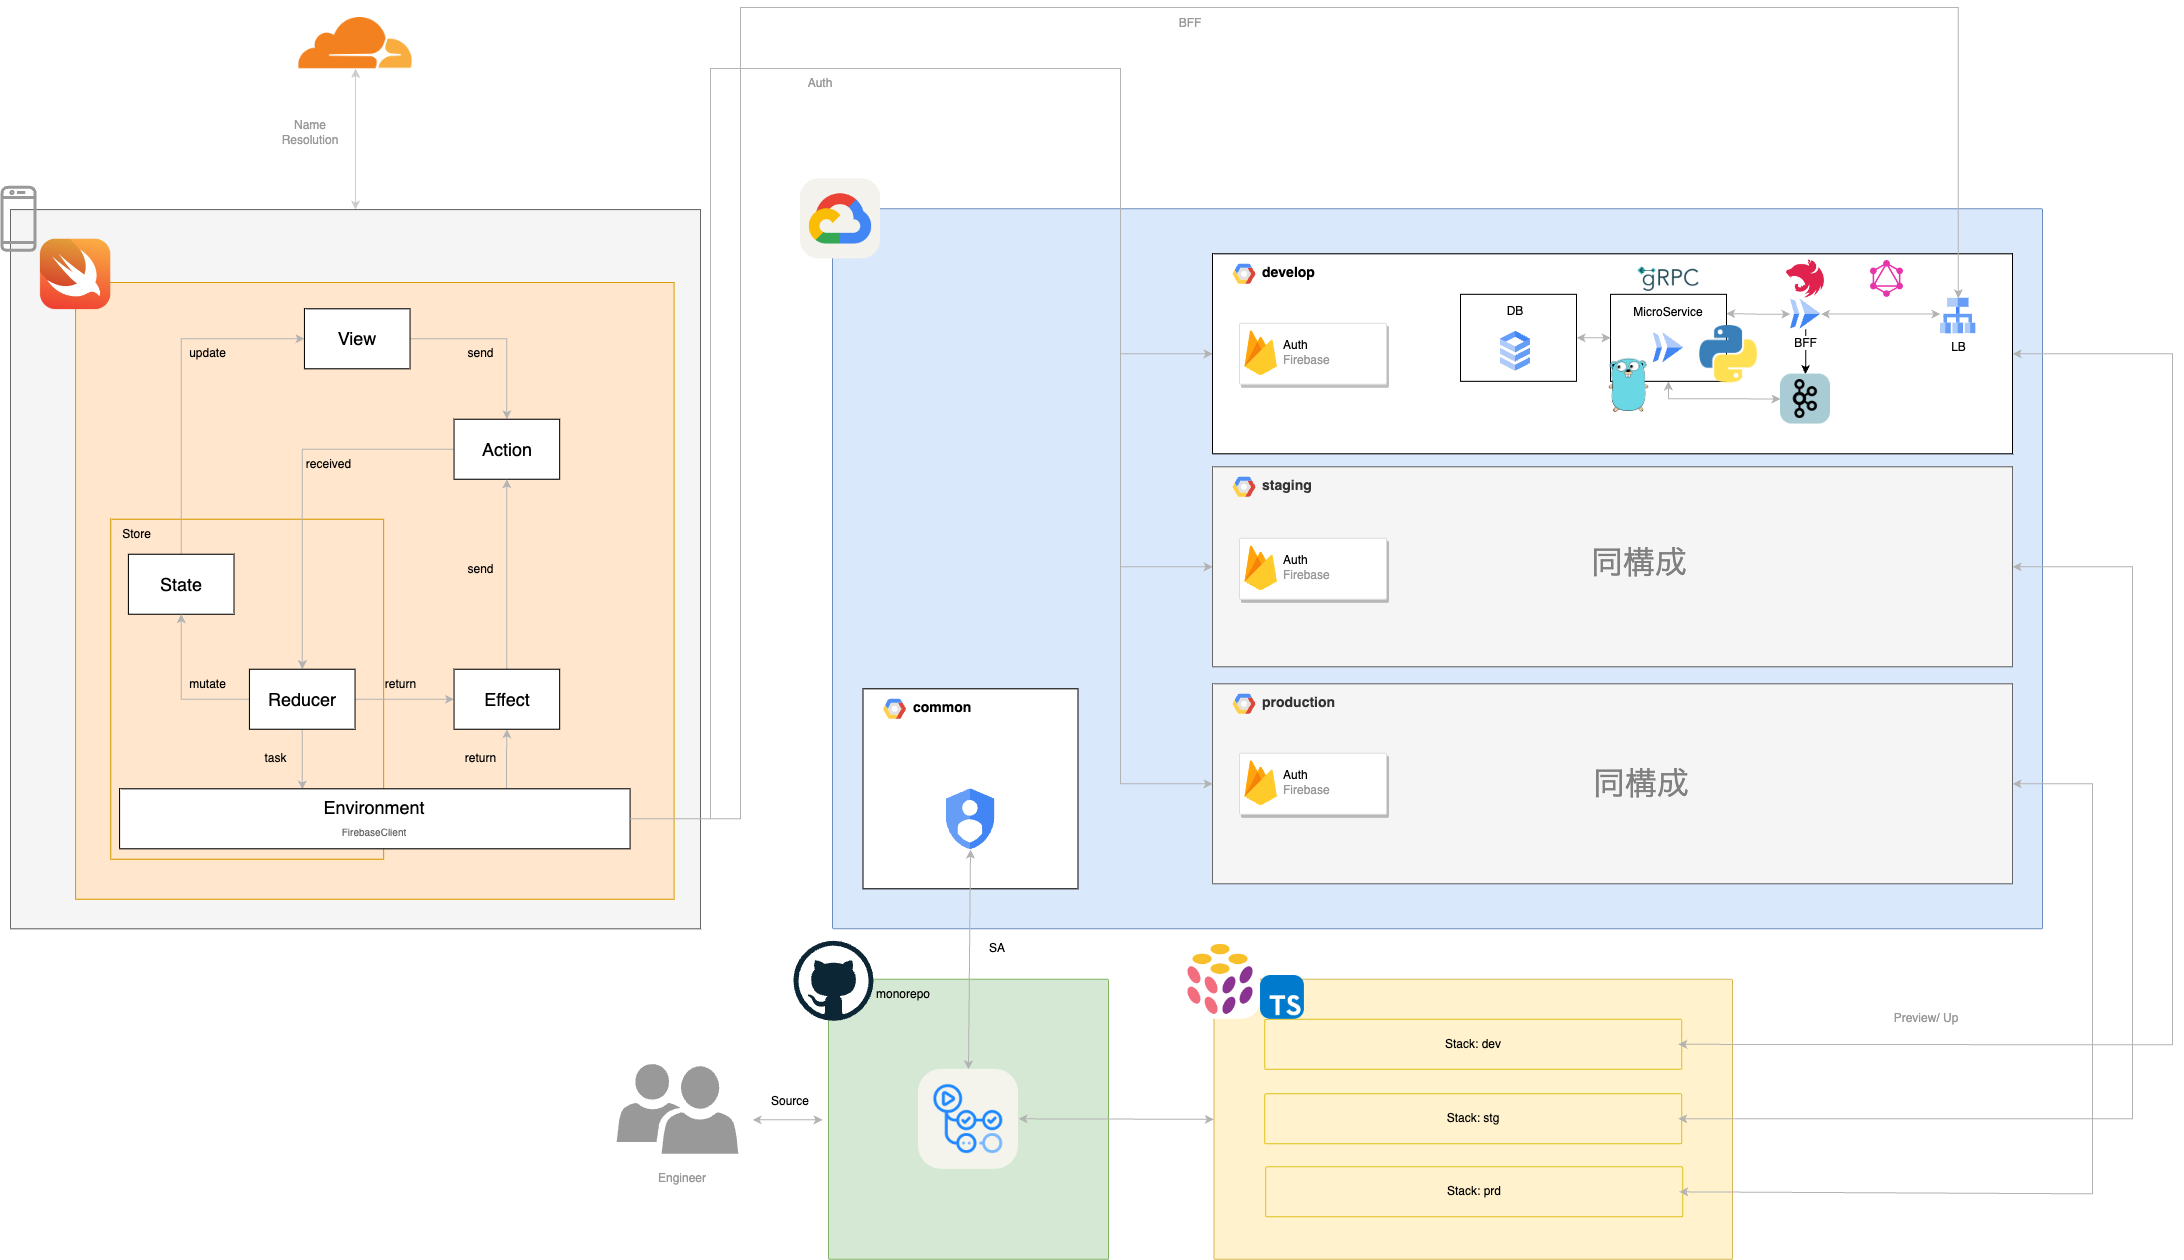 BFF
Auth
Name
Resolution
View
update
send
Action
received
Store
State
send
mutate
Reducer
return
Effect
task
return
Environment
FirebaseClient
develop
gRPC
DB
MicroService
BFF
LB
Auth
Firebase
staging
Auth
Firebase
同構成
production
Auth
Firebase
同構成
common
SA
monorepo
TS
Preview/ Up
Stack: dev
Stack: stg
Stack: prd
Source
Engineer